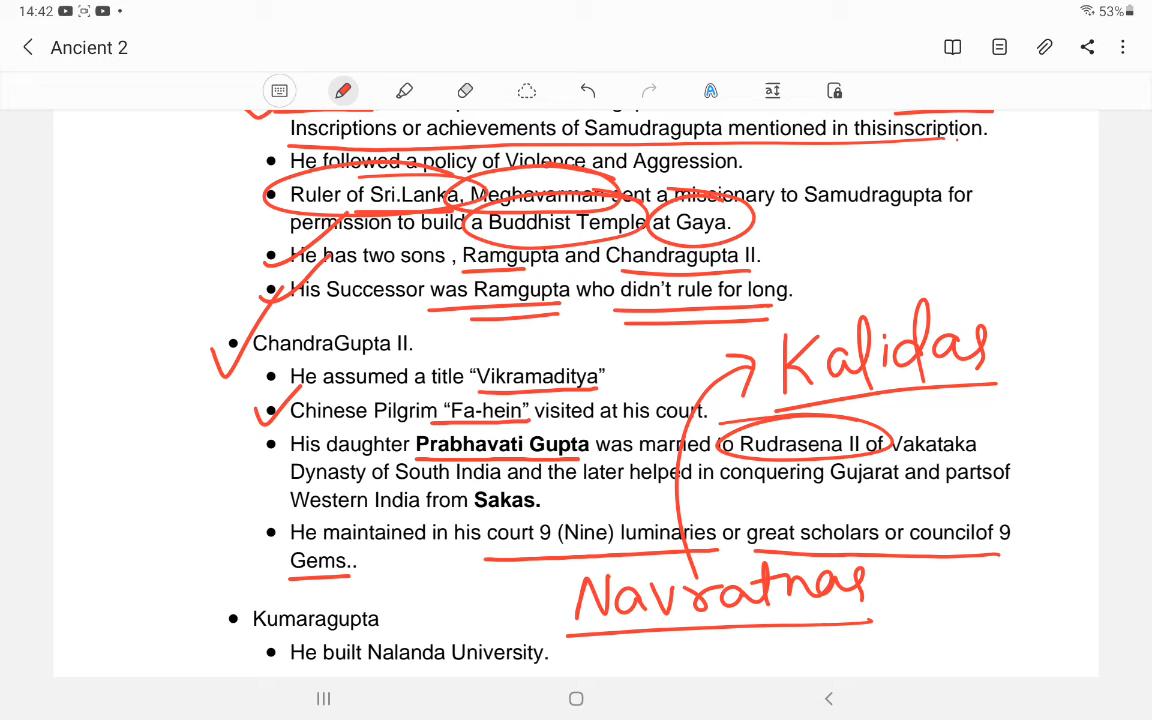 14:42
53%
Ancient 2
Inscriptions or achievements of Samudragupta mentioned in thisinscription.
• He followed a policy of Violence and Aggression.
• Ruler of Sri.Lanka, Meghavarman sent a missionary to Samudragupta for
permission to build a Buddhist Temple at Gaya.
• He has two sons , Ramgupta and Chandragupta II.
• His Successor was Ramgupta who didn't rule for long.
Kalidas
• ChandraGupta II.
• He assumed a title “Vikramaditya”
• Chinese Pilgrim “Fa-hein” visited at his court.
• His daughter Prabhavati Gupta was married to Rudrasena II of Vakataka
Dynasty of South India and the later helped in conquering Gujarat and partsof
Western India from Sakas.
• He maintained in his court 9 (Nine) luminaries or great scholars or councilof 9
Gems..
Navratnas
• Kumaragupta
• He built Nalanda University.